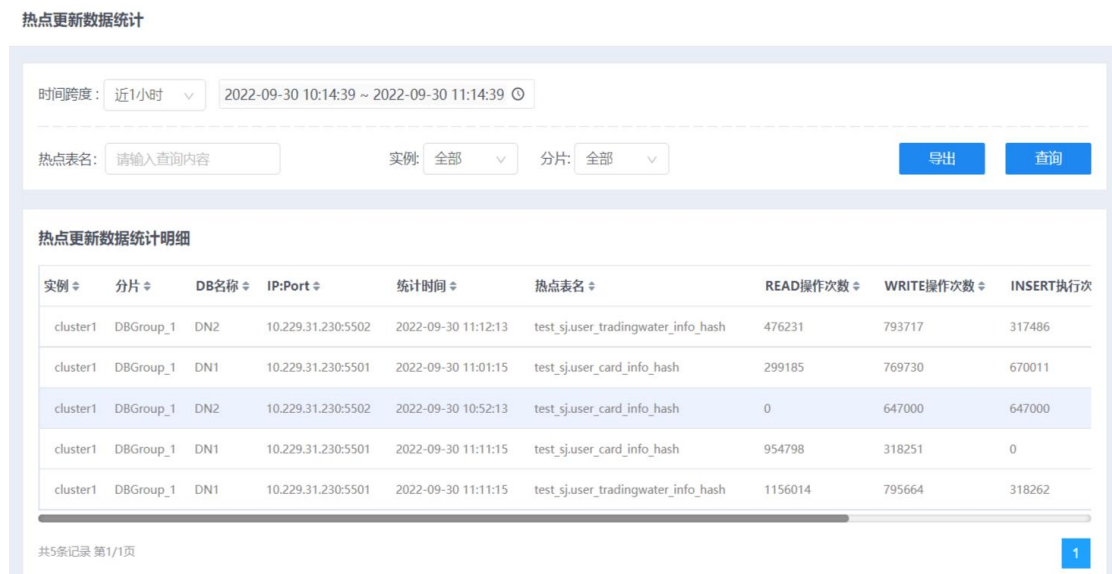 热点更新数据统计
时间跨度： 近1小时 2022-09-30 10:14:39 ~ 2022-09-30 11:14:39
热点表名： 请输入查询内容 实例: 全部 分片: 全部 导出 查询
热点更新数据统计明细
实例 分片 DB名称 IP:Port 统计时间 热点表名 READ操作次数 WRITE操作次数 INSERT执行次
cluster1 DBGroup_1 DN2 10.229.31.230:5502 2022-09-30 11:12:13 test_sj.user_tradingwater_info_hash 476231 793717 317486
cluster1 DBGroup_1 DN1 10.229.31.230:5501 2022-09-30 11:01:15 test_sj.user_card_info_hash 299185 769730 670011
cluster1 DBGroup_1 DN2 10.229.31.230:5502 2022-09-30 10:52:13 test_sj.user_card_info_hash 0 647000 647000
cluster1 DBGroup_1 DN1 10.229.31.230:5501 2022-09-30 11:11:15 test_sj.user_card_info_hash 954798 318251 0
cluster1 DBGroup_1 DN1 10.229.31.230:5501 2022-09-30 11:11:15 test_sj.user_tradingwater_info_hash 1156014 795664 318262
共5条记录 第1/1页 1